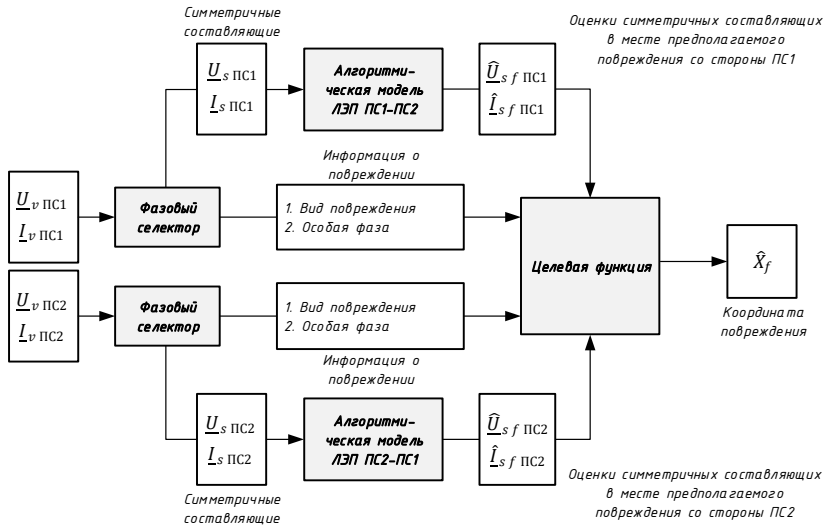 Симметричные
составляющие
Оценки симметричных составляющих
в месте предполагаемого
повреждения со стороны ПС1
U̲ s ПС1
I̲ s ПС1
Алгоритми-
ческая модель
ЛЭП ПС1-ПС2
Û̲ s f ПС1
Î̲ s f ПС1
Информация о
повреждении
U̲ v ПС1
I̲ v ПС1
Фазовый
селектор
1. Вид повреждения
2. Особая фаза
Целевая функция
X̂ f
Координата
повреждения
U̲ v ПС2
I̲ v ПС2
Фазовый
селектор
1. Вид повреждения
2. Особая фаза
Информация о
повреждении
U̲ s ПС2
I̲ s ПС2
Алгоритми-
ческая модель
ЛЭП ПС2-ПС1
Û̲ s f ПС2
Î̲ s f ПС2
Симметричные
составляющие
Оценки симметричных составляющих
в месте предполагаемого
повреждения со стороны ПС2